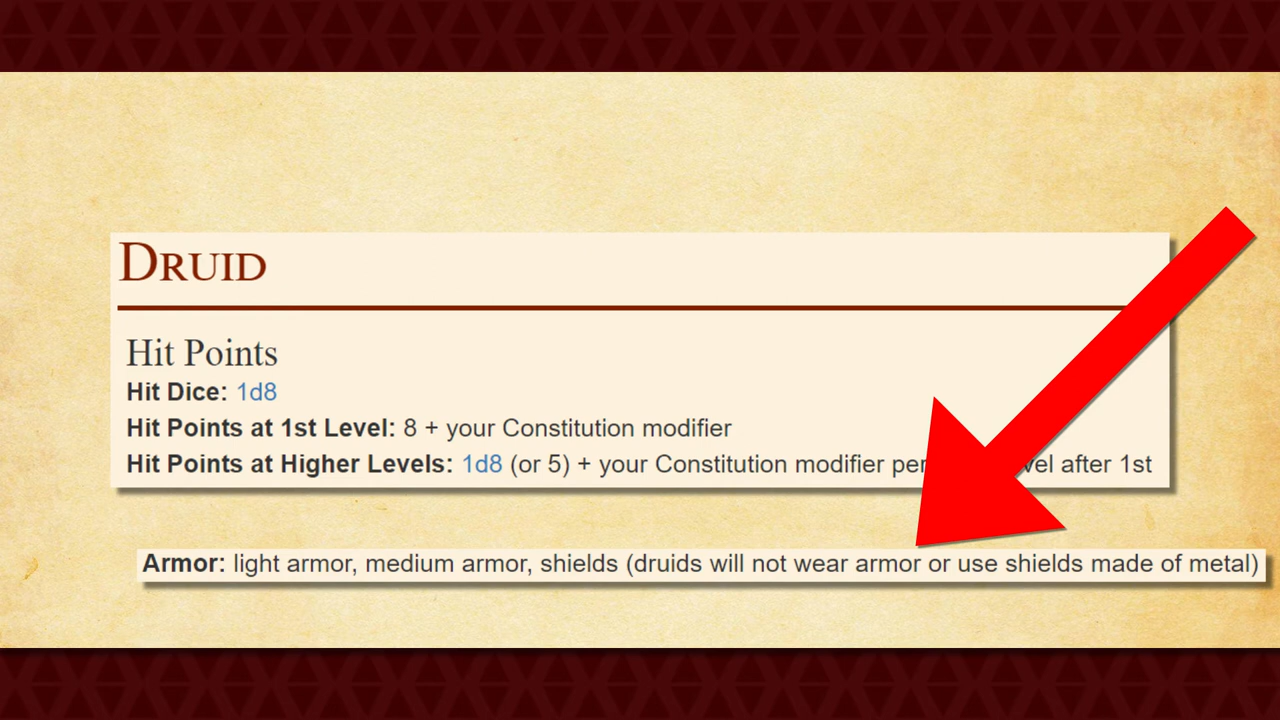 Druid
Hit Points
Hit Dice: 1d8
Hit Points at 1st Level: 8 + your Constitution modifier
Hit Points at Higher Levels: 1d8 (or 5) + your Constitution modifier per after 1st
Armor: light armor, medium armor, shields (druids will not wear armor or use shields made of metal)